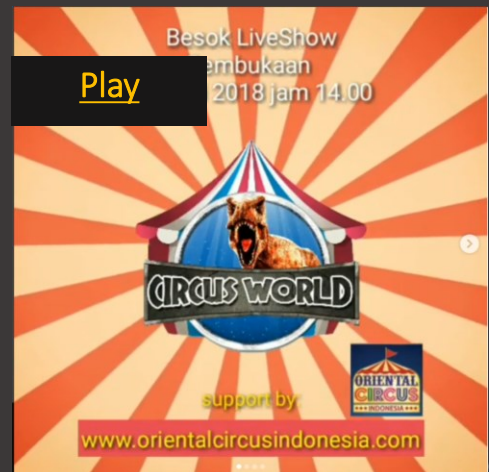 Besok LiveShow
embukaan
Play
2018 jam 14.00
CIRCUS WORLD
ORIENTAL
CIRCUS
INDONESIA
support by:
www.orientalcircusindonesia.com